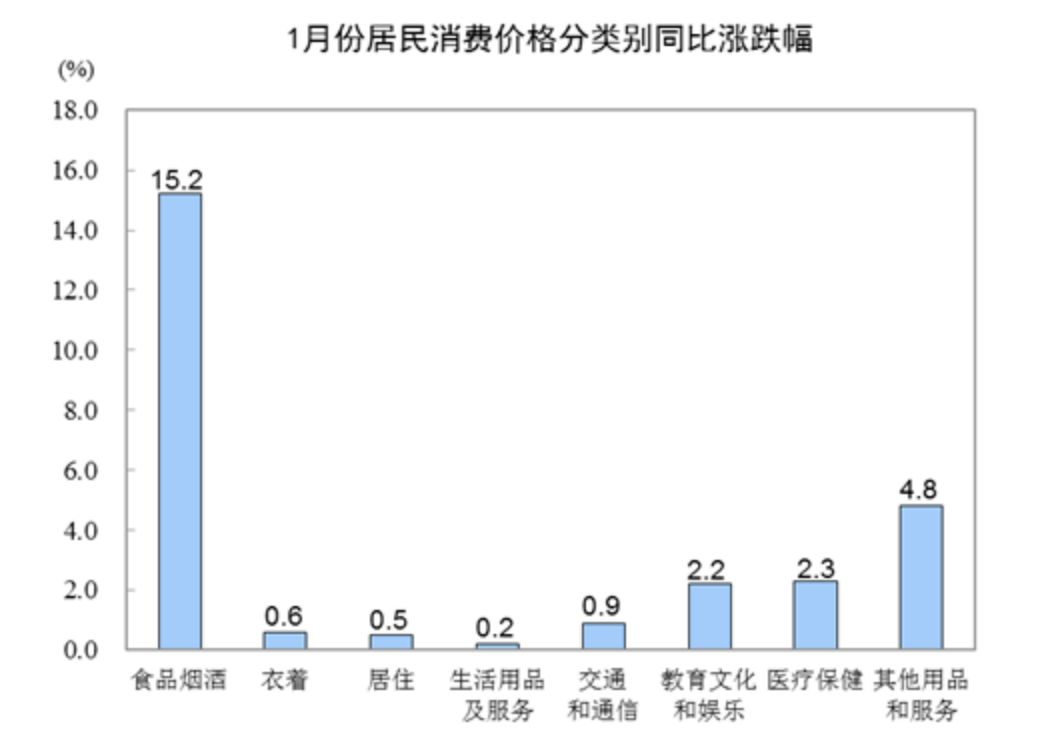 1月份居民消费价格分类别同比涨跌幅
(%)
18.0
16.0
14.0
12.0
10.0
8.0
6.0
4.0
2.0
0.0
15.2
0.6
0.5
0.2
0.9
2.2
2.3
4.8
食品烟酒
衣着
居住
生活用品
及服务
交通
和通信
教育文化
和娱乐
医疗保健
其他用品
和服务